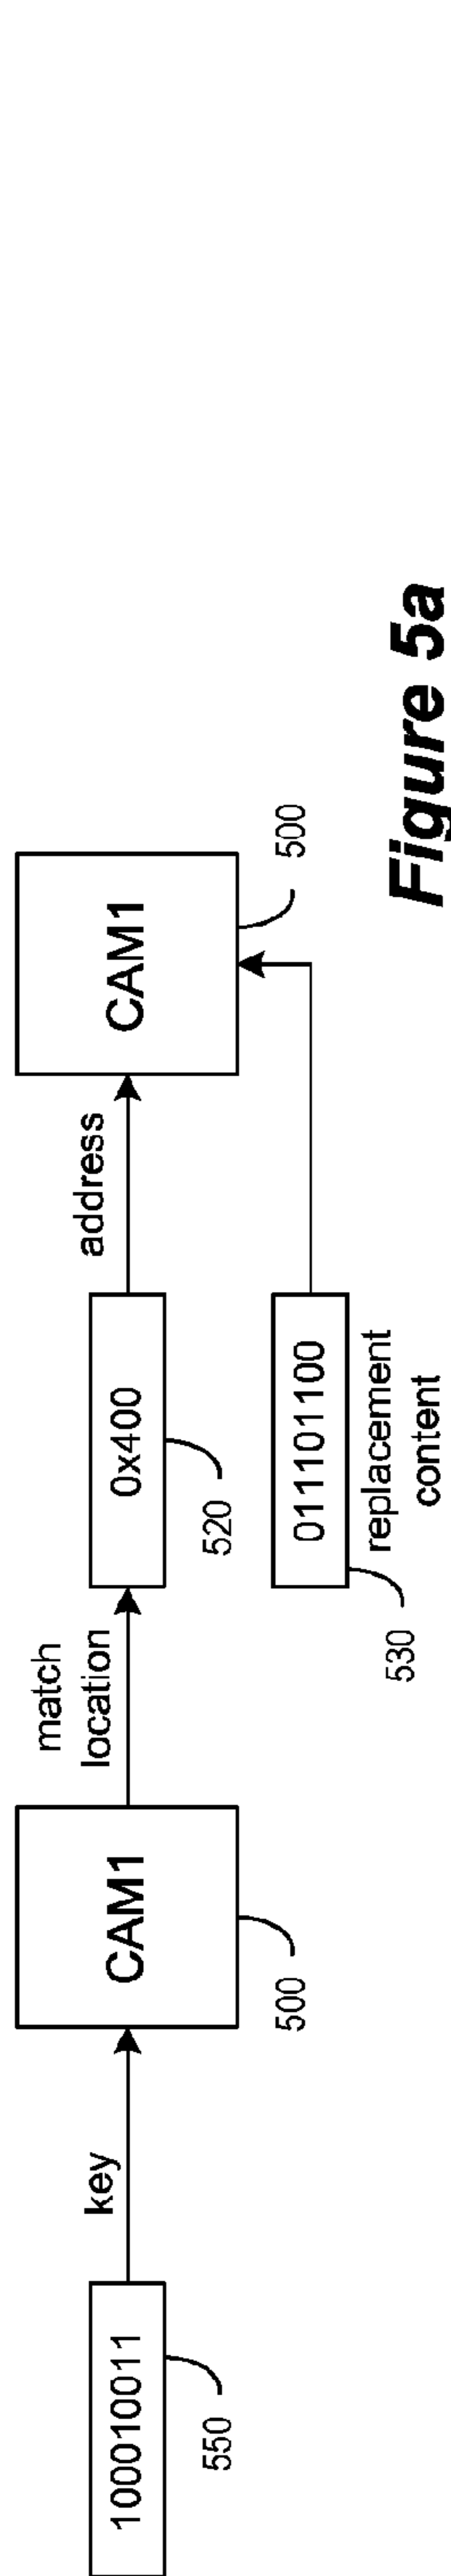 100010011
550
key
CAM1
500
match
location
0x400
520
address
CAM1
500
011101100
530
replacement
content
Figure 5a